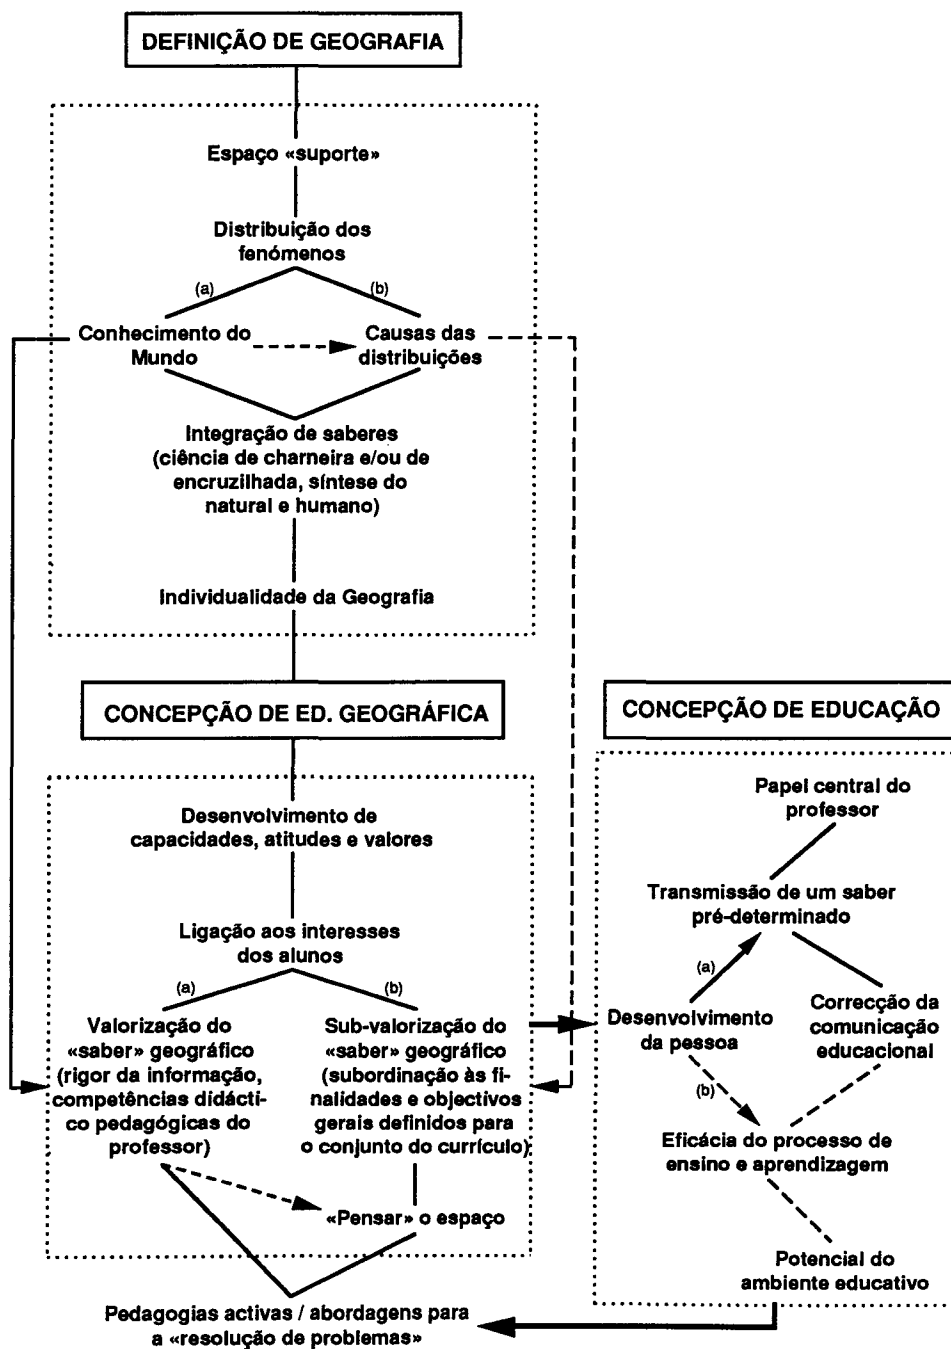 DEFINIÇÃO DE GEOGRAFIA
Espaço «suporte»
Distribuição dos
fenómenos
(a)
(b)
Conhecimento do
Mundo
Causas das
distribuições
Integração de saberes
(ciência de charneira e/ou de
encruzilhada, síntese do
natural e humano)
Individualidade da Geografia
CONCEPÇÃO DE ED. GEOGRÁFICA
Desenvolvimento de
capacidades, atitudes e valores
Ligação aos interesses
dos alunos
(a)
(b)
Valorização do
«saber» geográfico
(rigor da informação,
competências didácti-
co pedagógicas do
professor)
Sub-valorização do
«saber» geográfico
(subordinação às fi-
nalidades e objectivos
gerais definidos para
o conjunto do currículo)
«Pensar» o espaço
Pedagogias activas / abordagens para
a «resolução de problemas»
CONCEPÇÃO DE EDUCAÇÃO
Papel central do
professor
Transmissão de um saber
pré-determinado
(a)
Desenvolvimento
da pessoa
Correcção da
comunicação
educacional
(b)
Eficácia do processo de
ensino e aprendizagem
Potencial do
ambiente educativo